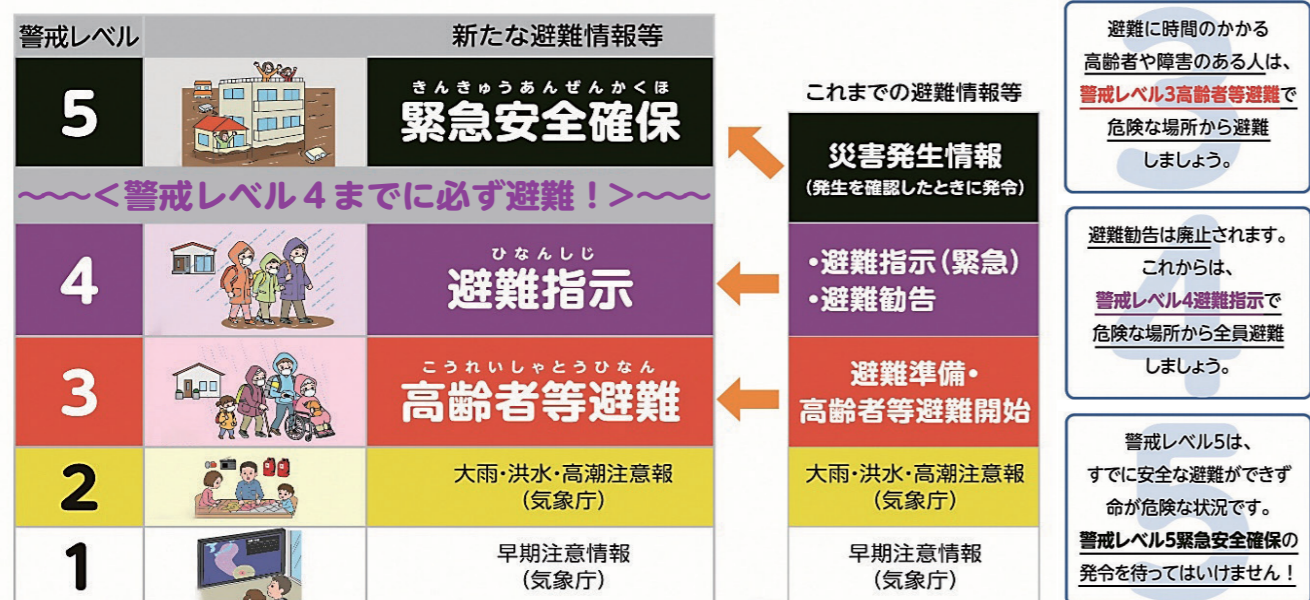 警戒レベル
新たな避難情報等
5
きんきゅうあんぜんかくほ
緊急安全確保
～～～<警戒レベル4までに必ず避難！>～～～
4
ひなんしじ
避難指示
3
こうれいしゃとうひなん
高齢者等避難
2
大雨・洪水・高潮注意報
(気象庁)
1
早期注意情報
(気象庁)
これまでの避難情報等
災害発生情報
(発生を確認したときに発令)
・避難指示(緊急)
・避難勧告
避難準備・
高齢者等避難開始
大雨・洪水・高潮注意報
(気象庁)
早期注意情報
(気象庁)
3
避難に時間のかかる
高齢者や障害のある人は、
警戒レベル3高齢者等避難で
危険な場所から避難
しましょう。
4
避難勧告は廃止されます。
これからは、
警戒レベル4避難指示で
危険な場所から全員避難
しましょう。
5
警戒レベル5は、
すでに安全な避難ができず
命が危険な状況です。
警戒レベル5緊急安全確保の
発令を待ってはいけません！